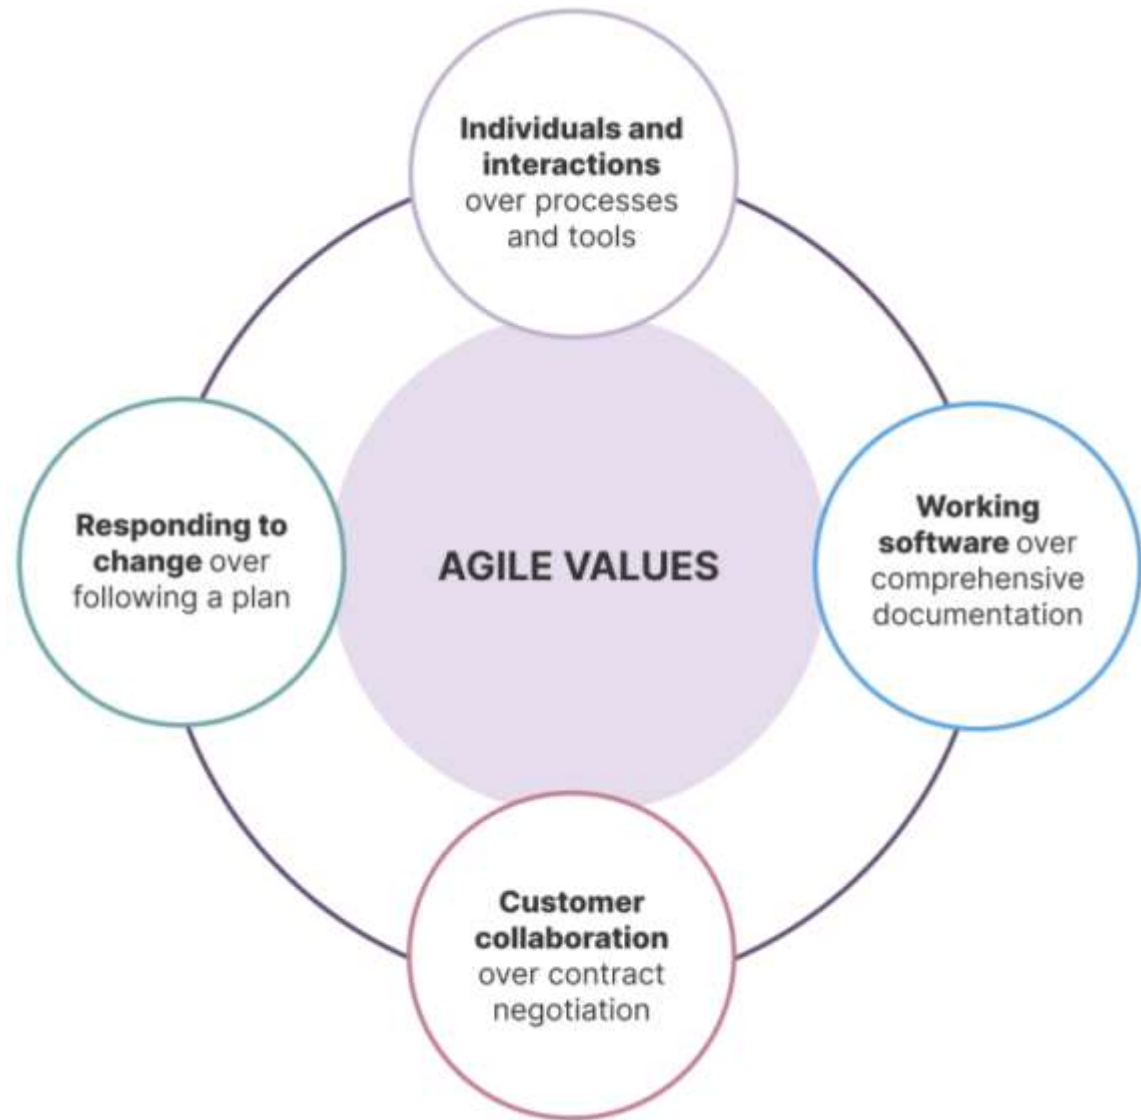 Individuals and
interactions
over processes
and tools
Responding to
change over
following a plan
AGILE VALUES
Working
software over
comprehensive
documentation
Customer
collaboration
over contract
negotiation